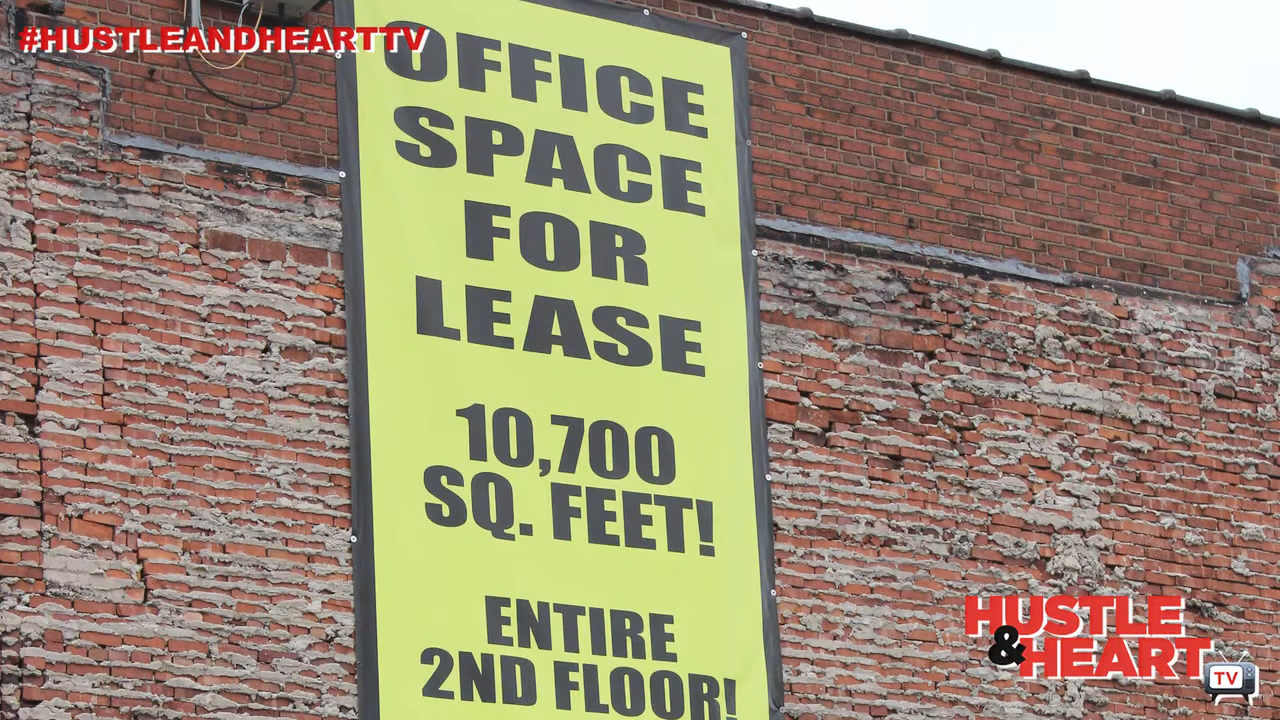 #HUSTLEANDHEARTTV
OFFICE
SPACE
FOR
LEASE
10,700
SQ. FEET!
ENTIRE
2ND FLOOR!
HUSTLE
&HEART
TV